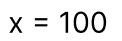 x = 100